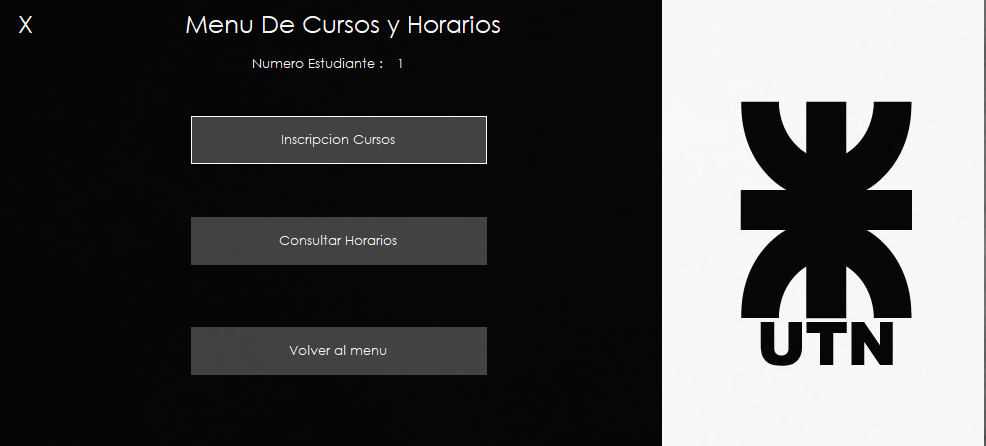 X
Menu De Cursos y Horarios
Numero Estudiante : 1
Inscripcion Cursos
Consultar Horarios
Volver al menu
UTN